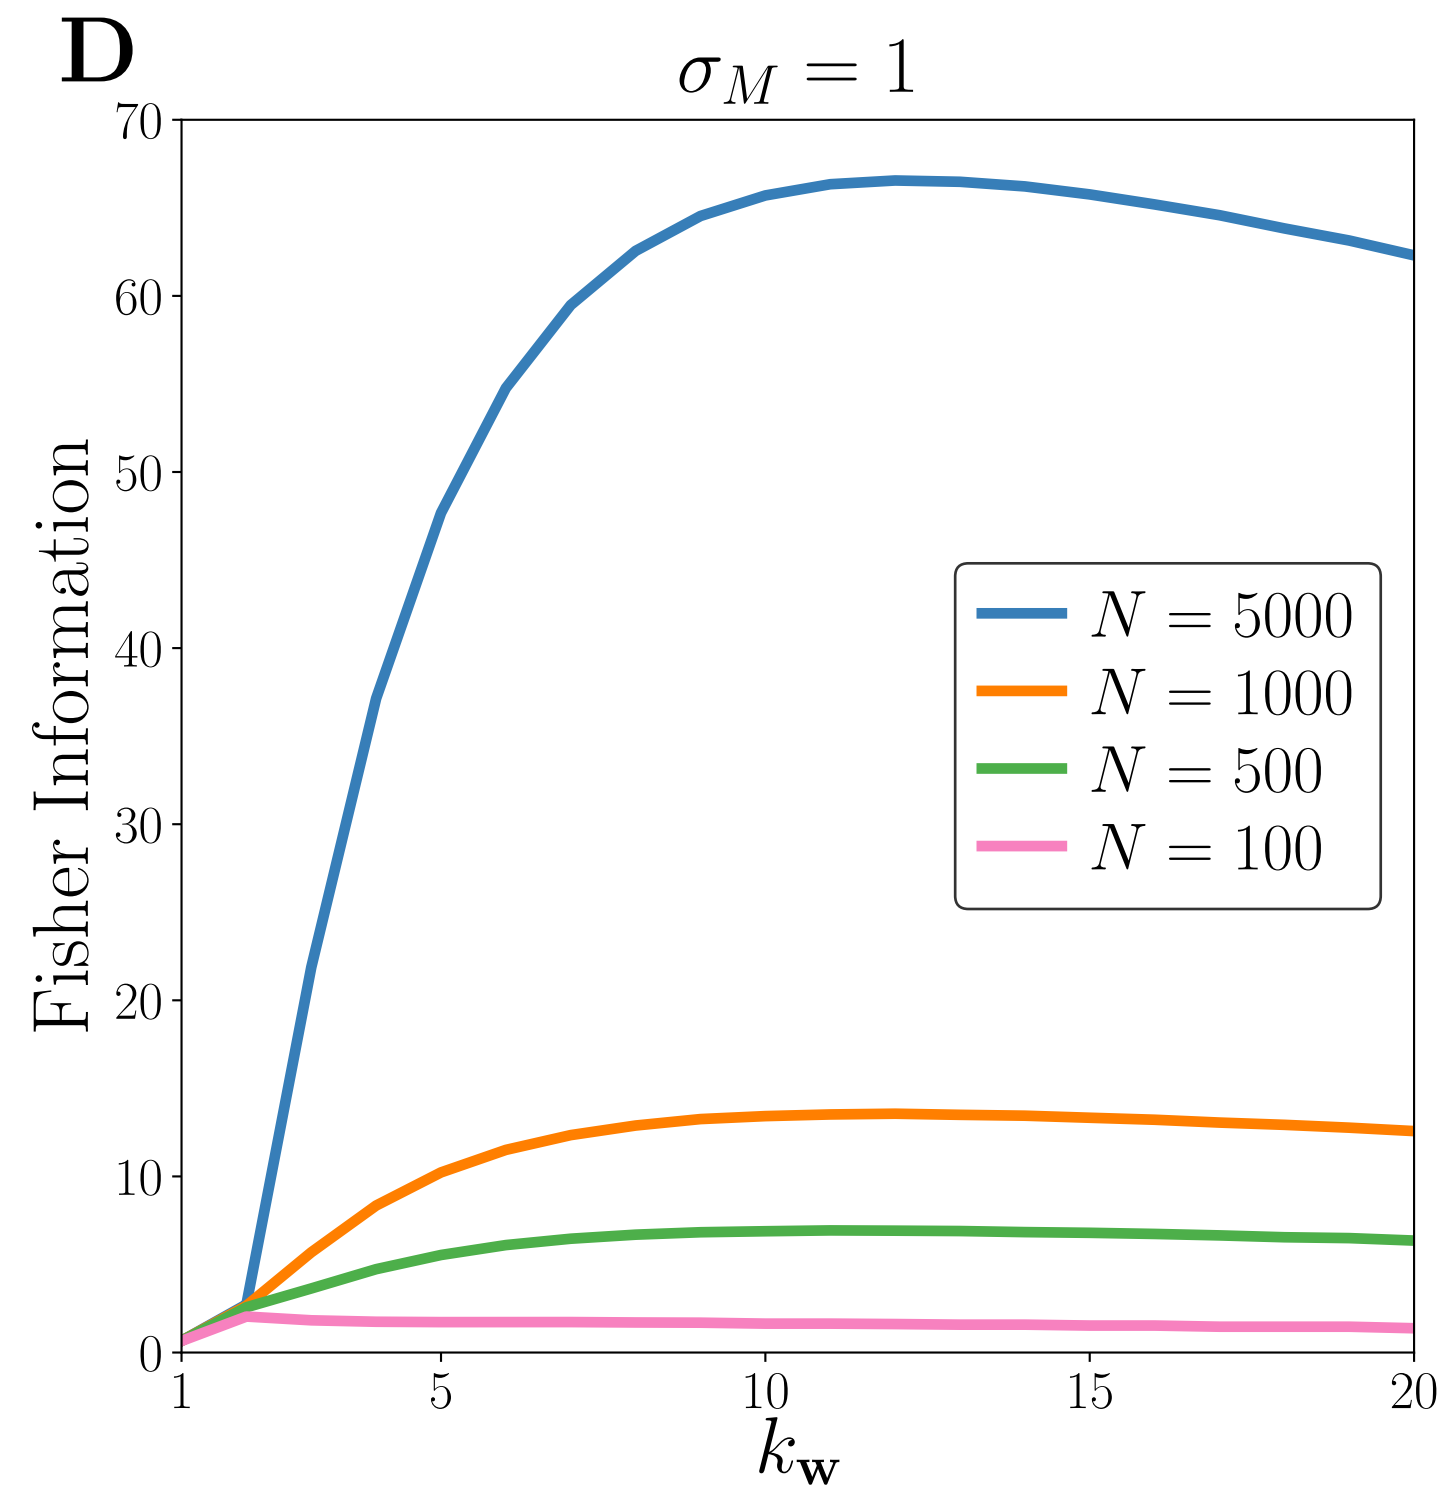 D
σ_M = 1
70
60
50
40
30
20
10
0
Fisher Information
N = 5000
N = 1000
N = 500
N = 100
1 5 10 15 20
k_w